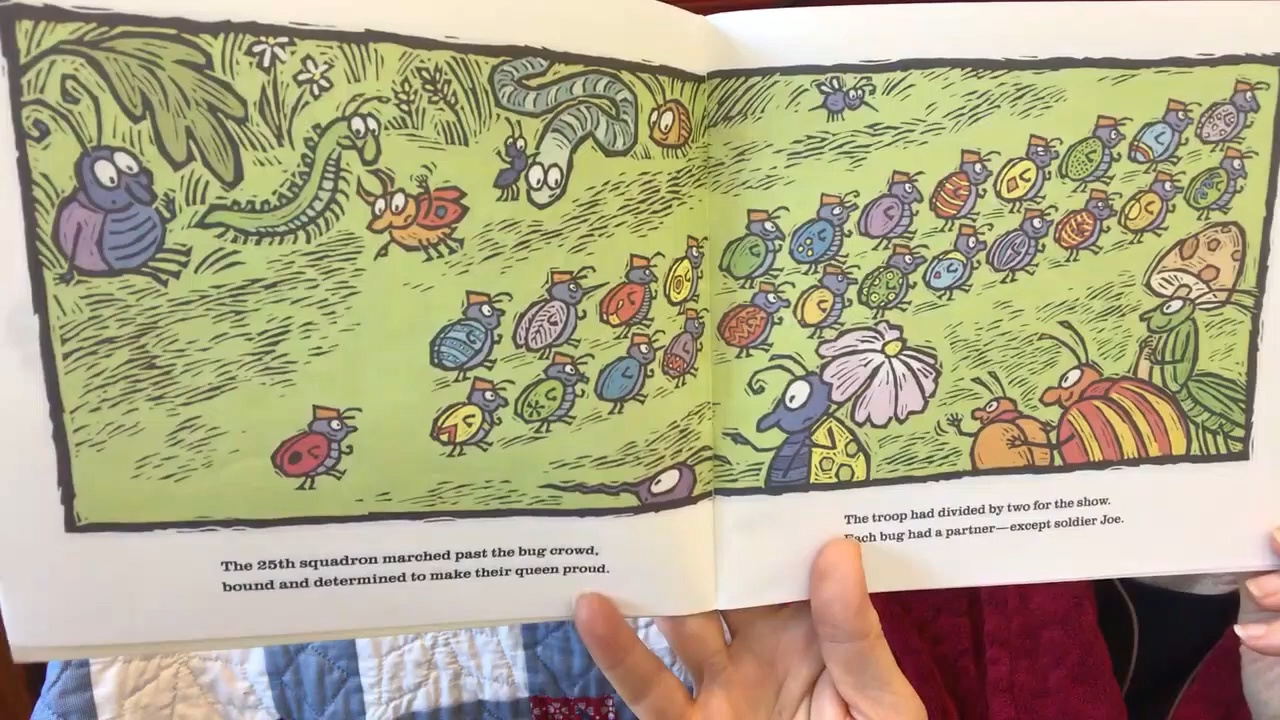 The 25th squadron marched past the bug crowd,
bound and determined to make their queen proud.
The troop had divided by two for the show.
Each bug had a partner—except soldier Joe.